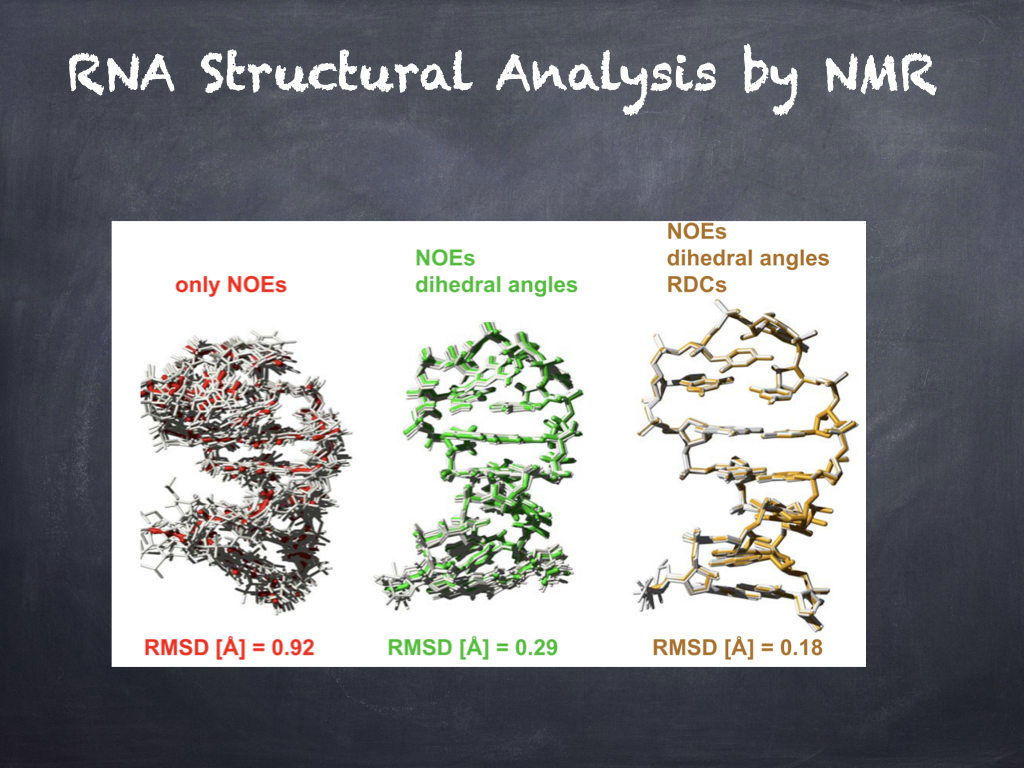 RNA Structural Analysis by NMR
only NOEs
NOEs
dihedral angles
NOEs
dihedral angles
RDCs
RMSD [Å] = 0.92
RMSD [Å] = 0.29
RMSD [Å] = 0.18